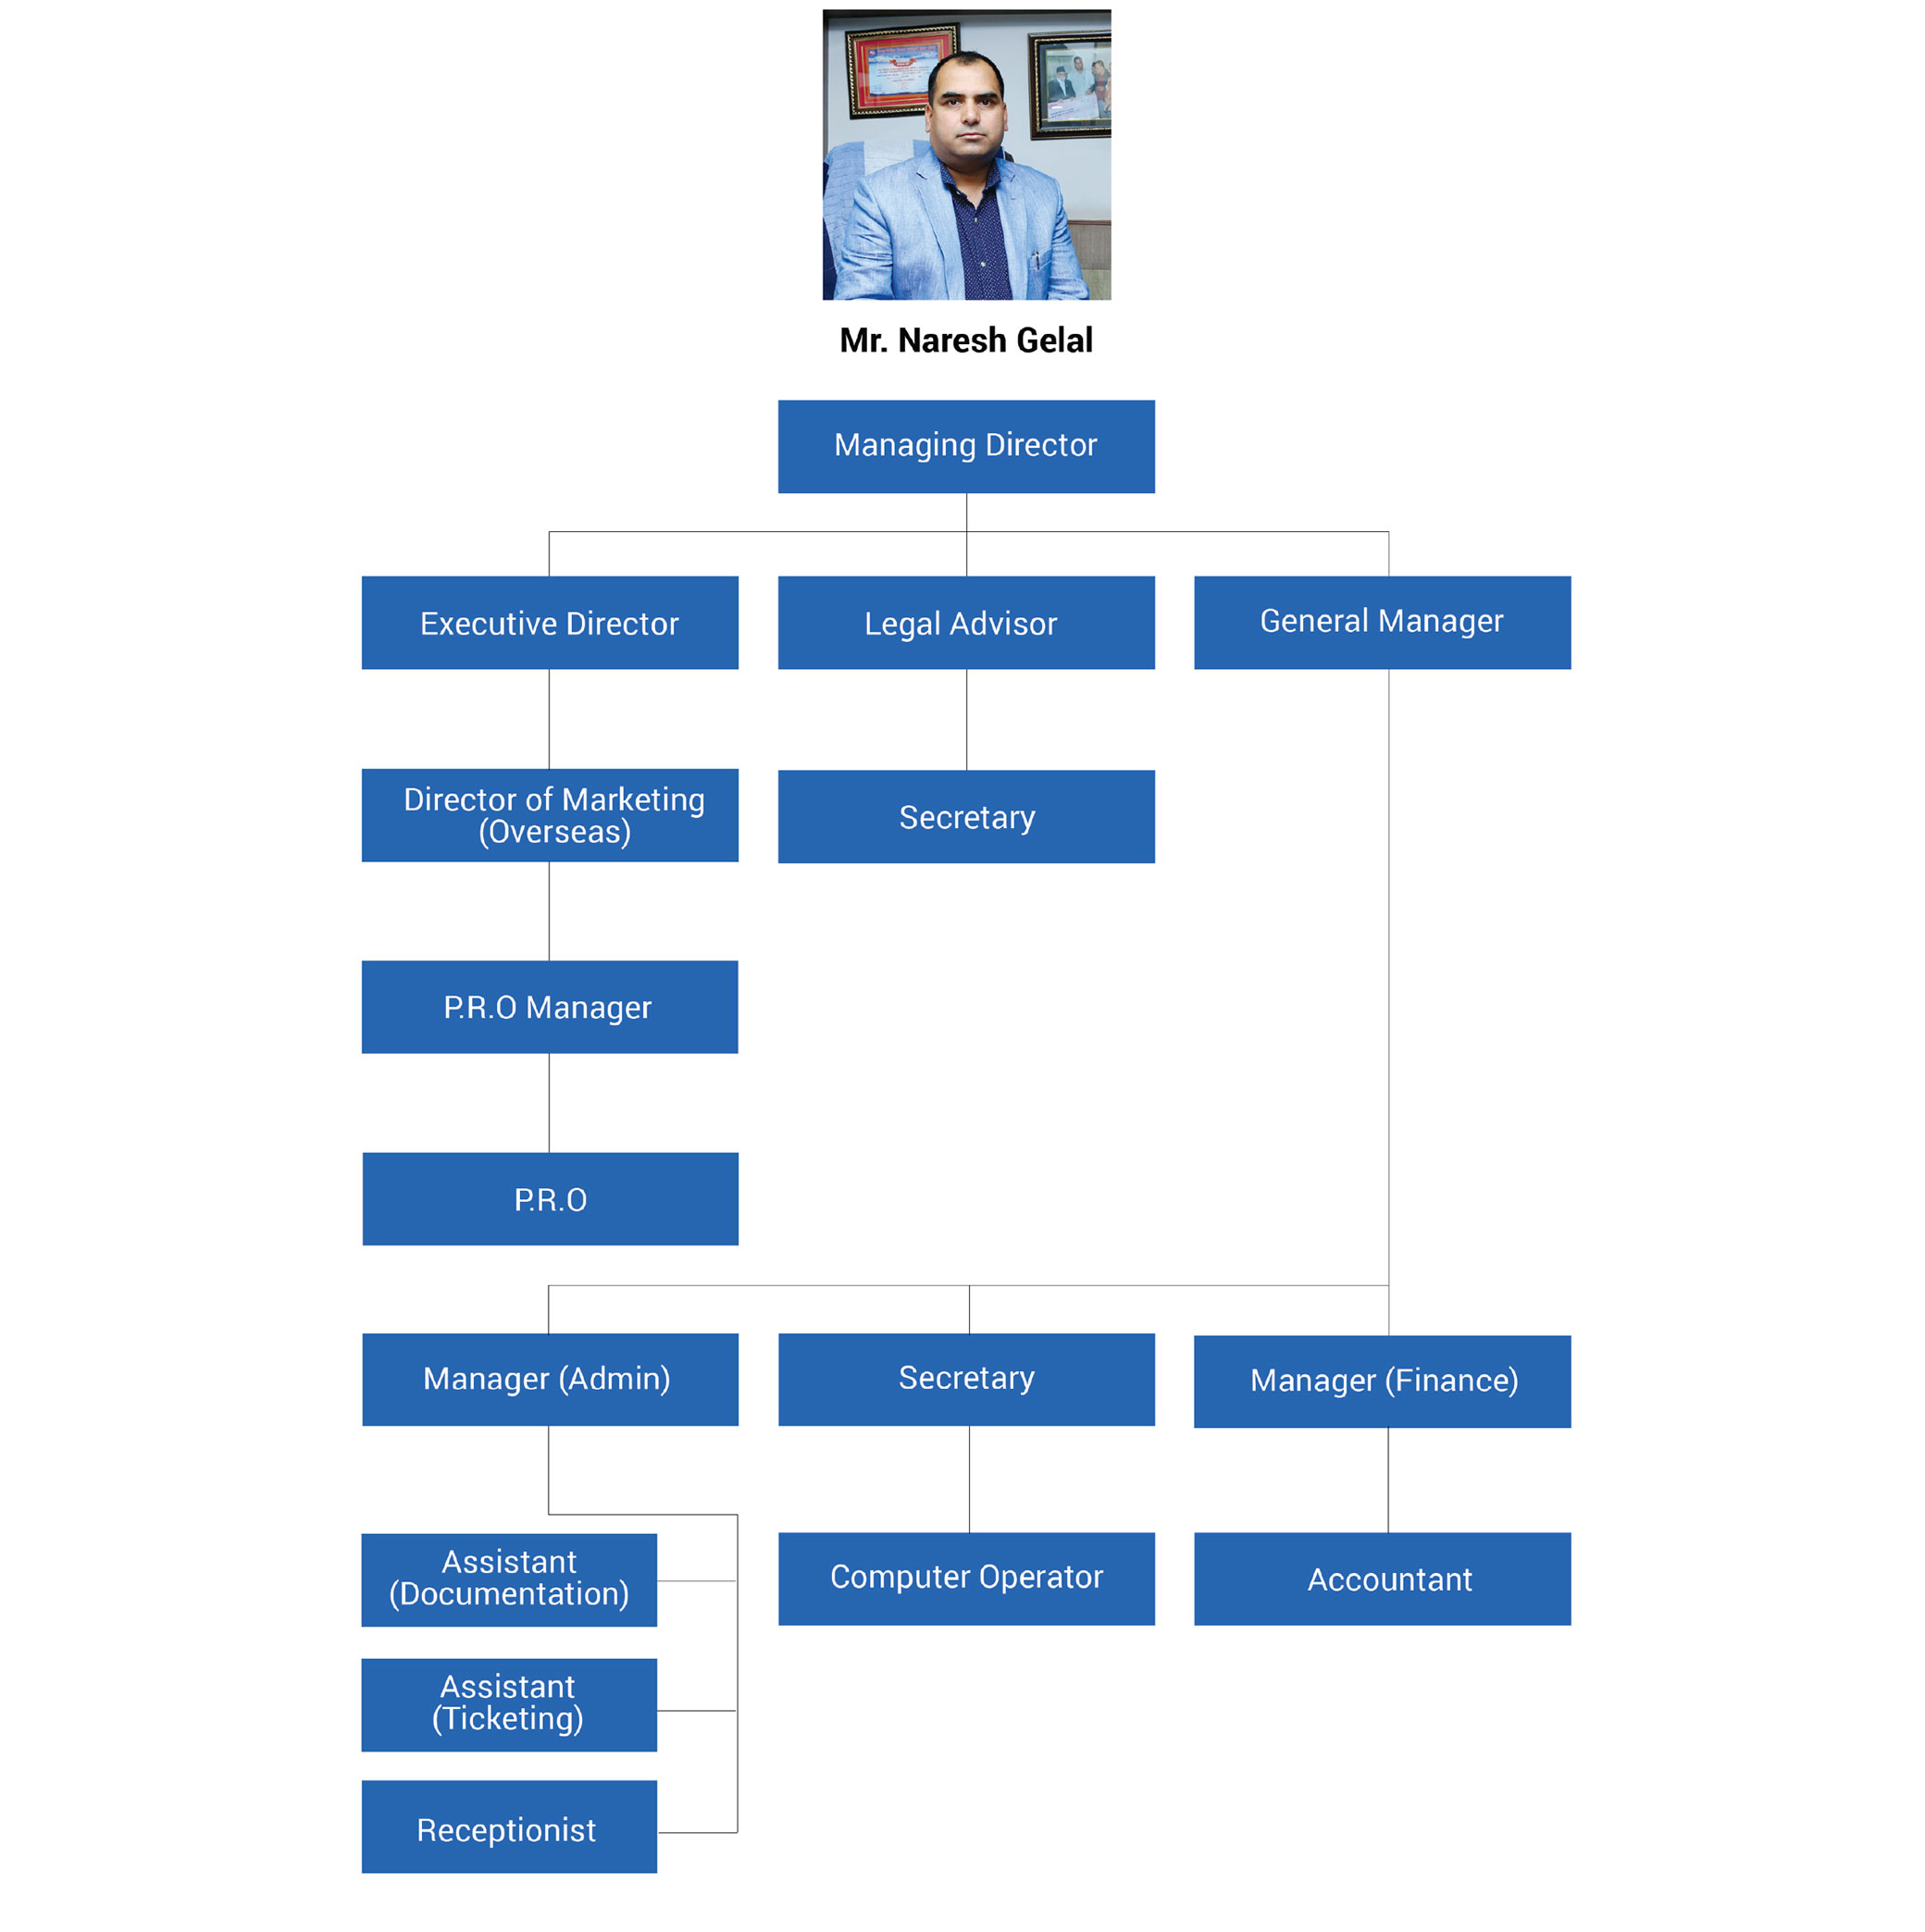 Mr. Naresh Gelal
Managing Director
Executive Director
Legal Advisor
General Manager
Director of Marketing
(Overseas)
Secretary
P.R.O Manager
P.R.O
Manager (Admin)
Secretary
Manager (Finance)
Assistant
(Documentation)
Computer Operator
Accountant
Assistant
(Ticketing)
Receptionist